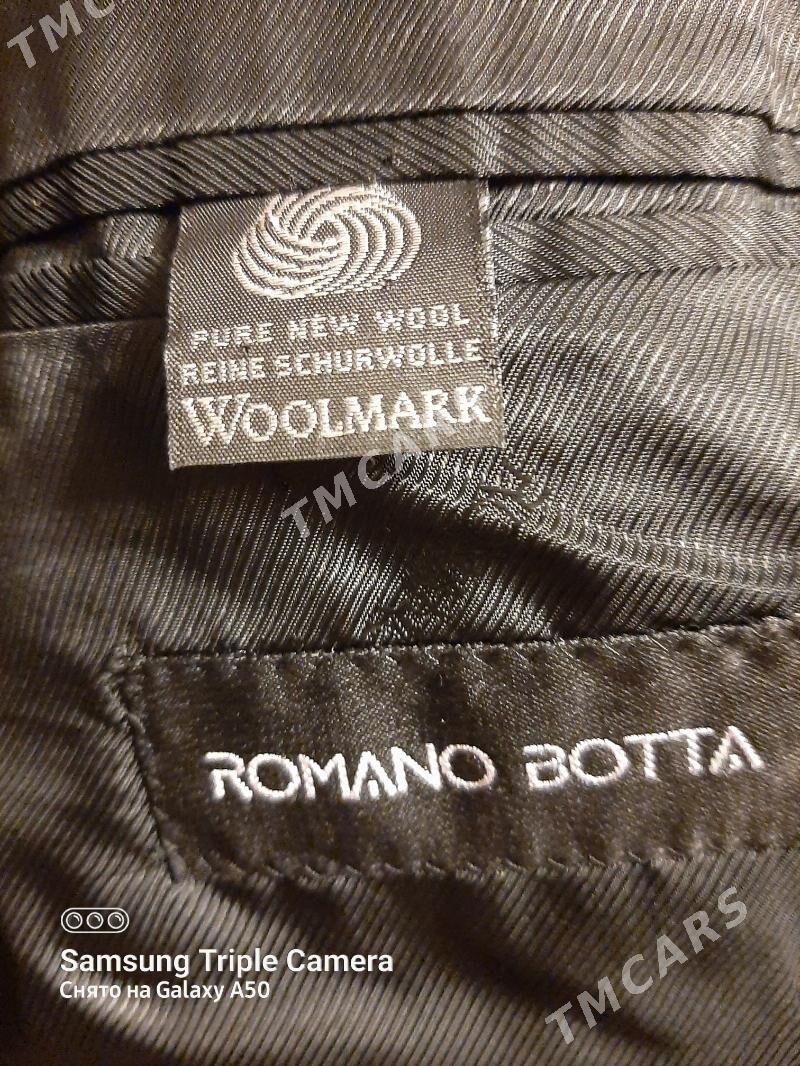 TMC
PURE NEW WOOL
REINE SCHURWOLLE
WOOLMARK
TMCARS
ROMANO BOTTA
TMCARS
Samsung Triple Camera
Снято на Galaxy A50